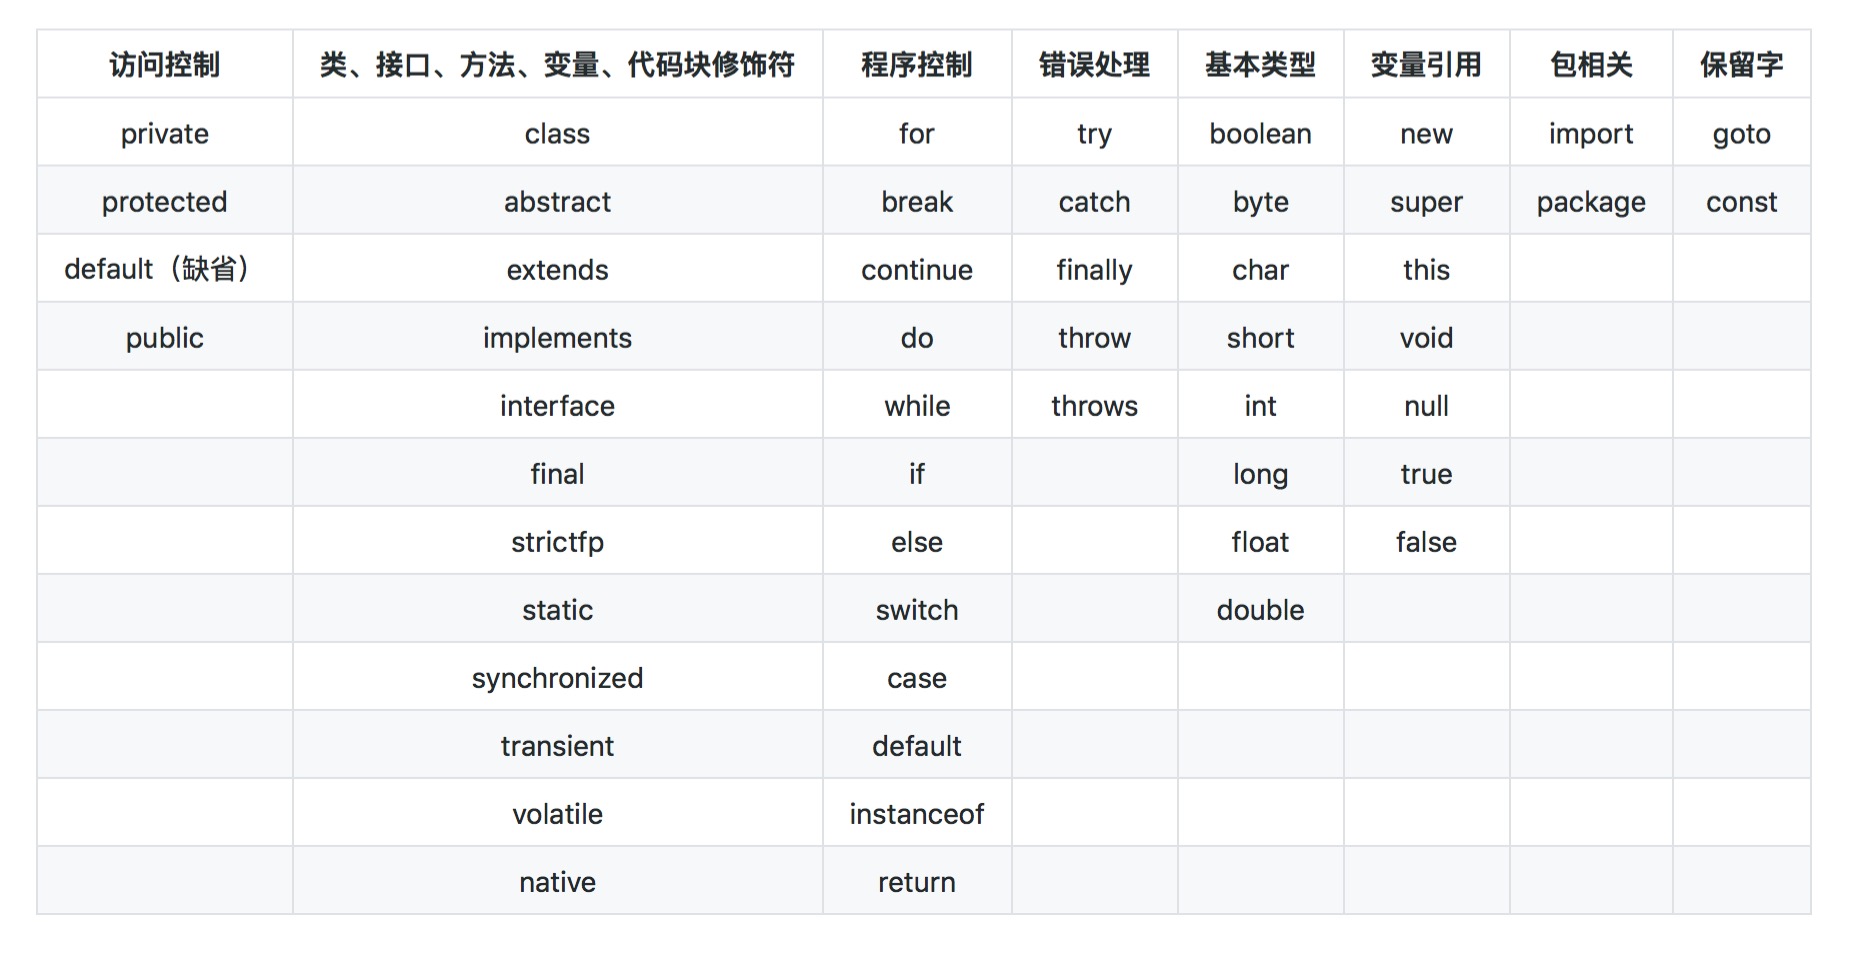 访问控制 类、接口、方法、变量、代码块修饰符 程序控制 错误处理 基本类型 变量引用 包相关 保留字
private class for try boolean new import goto
protected abstract break catch byte super package const
default（缺省） extends continue finally char this
public implements do throw short void
interface while throws int null
final if long true
strictfp else float false
static switch double
synchronized case
transient default
volatile instanceof
native return